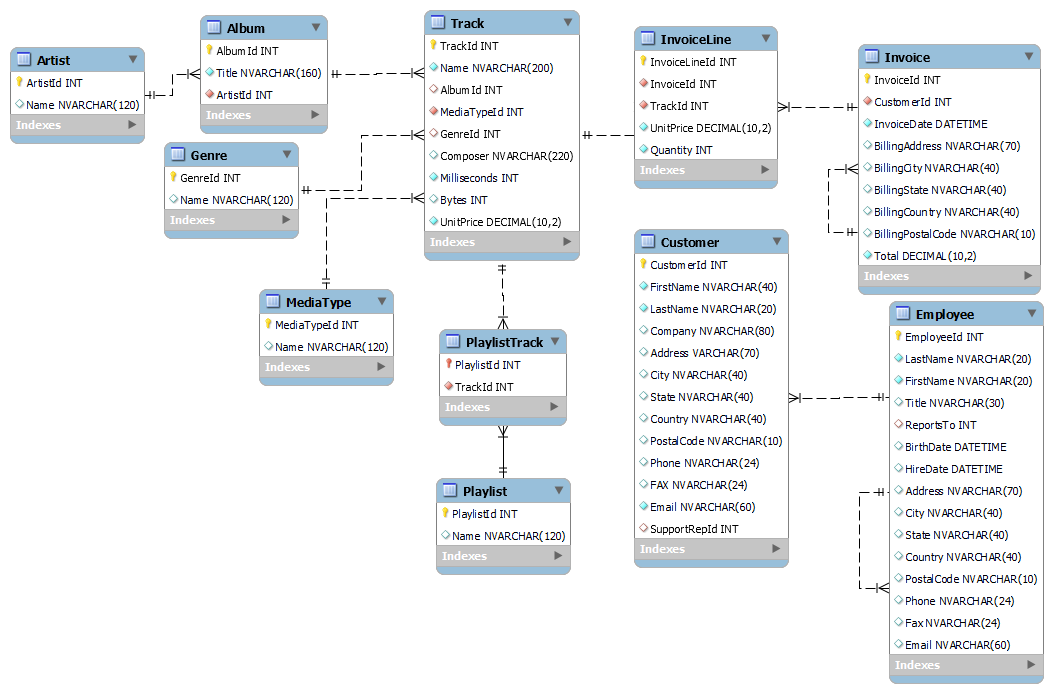 Artist
ArtistId INT
Name NVARCHAR(120)
Indexes
Album
AlbumId INT
Title NVARCHAR(160)
ArtistId INT
Indexes
Genre
GenreId INT
Name NVARCHAR(120)
Indexes
MediaType
MediaTypeId INT
Name NVARCHAR(120)
Indexes
Track
TrackId INT
Name NVARCHAR(200)
AlbumId INT
MediaTypeId INT
GenreId INT
Composer NVARCHAR(220)
Milliseconds INT
Bytes INT
UnitPrice DECIMAL(10,2)
Indexes
PlaylistTrack
PlaylistId INT
TrackId INT
Indexes
Playlist
PlaylistId INT
Name NVARCHAR(120)
Indexes
InvoiceLine
InvoiceLineId INT
InvoiceId INT
TrackId INT
UnitPrice DECIMAL(10,2)
Quantity INT
Indexes
Customer
CustomerId INT
FirstName NVARCHAR(40)
LastName NVARCHAR(20)
Company NVARCHAR(80)
Address VARCHAR(70)
City NVARCHAR(40)
State NVARCHAR(40)
Country NVARCHAR(40)
PostalCode NVARCHAR(10)
Phone NVARCHAR(24)
FAX NVARCHAR(24)
Email NVARCHAR(60)
SupportRepId INT
Indexes
Invoice
InvoiceId INT
CustomerId INT
InvoiceDate DATETIME
BillingAddress NVARCHAR(70)
BillingCity NVARCHAR(40)
BillingState NVARCHAR(40)
BillingCountry NVARCHAR(40)
BillingPostalCode NVARCHAR(10)
Total DECIMAL(10,2)
Indexes
Employee
EmployeeId INT
LastName NVARCHAR(20)
FirstName NVARCHAR(20)
Title NVARCHAR(30)
ReportsTo INT
BirthDate DATETIME
HireDate DATETIME
Address NVARCHAR(70)
City NVARCHAR(40)
State NVARCHAR(40)
Country NVARCHAR(40)
PostalCode NVARCHAR(10)
Phone NVARCHAR(24)
Fax NVARCHAR(24)
Email NVARCHAR(60)
Indexes